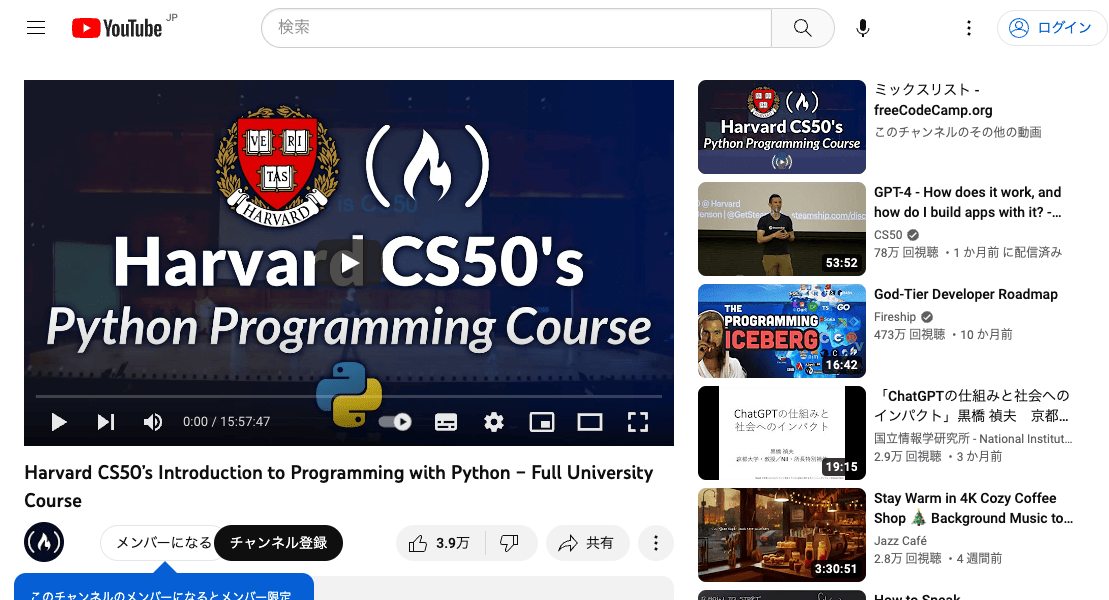 YouTube JP
検索
ログイン
VE RI
TAS
HARVARD
Harvard CS50's
Python Programming Course
0:00 / 15:57:47
Harvard CS50's Introduction to Programming with Python – Full University
Course
メンバーになる
チャンネル登録
3.9万
共有
このチャンネルのメンバーになるとメンバー限定
Harvard CS50's
Python Programming Course
ミックスリスト -
freeCodeCamp.org
このチャンネルのその他の動画
53:52
GPT-4 - How does it work, and
how do I build apps with it? -...
CS50
78万 回視聴 ・1 か月前 に配信済み
THE
PROGRAMMING
ICEBERG
16:42
God-Tier Developer Roadmap
Fireship
473万 回視聴 ・10 か月前
ChatGPTの仕組みと
社会へのインパクト
黒橋 禎夫
19:15
「ChatGPTの仕組みと社会への
インパクト」黒橋 禎夫 京都...
国立情報学研究所 - National Institut...
2.9万 回視聴 ・3 か月前
3:30:51
Stay Warm in 4K Cozy Coffee
Shop 🎄 Background Music to...
Jazz Café
2.8万 回視聴 ・4 週間前
How to Speak